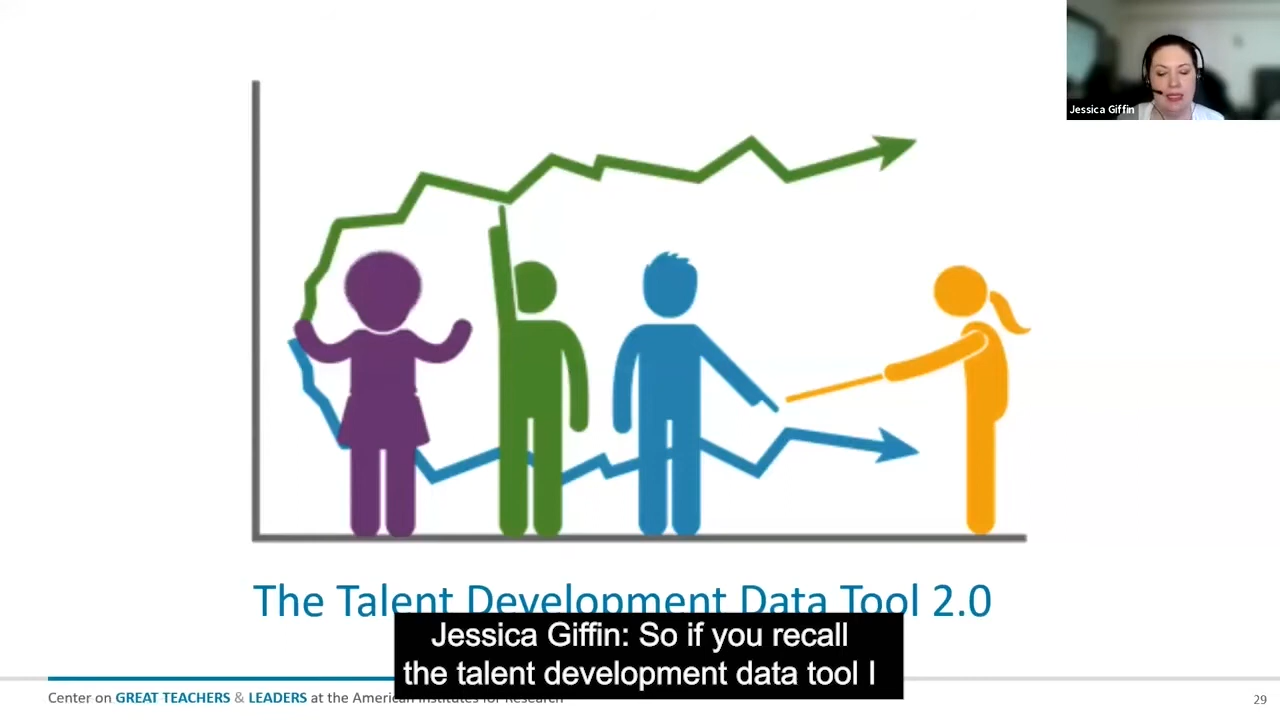 Jessica Giffin
The Talent Development Data Tool 2.0
Jessica Giffin: So if you recall
the talent development data tool I
Center on GREAT TEACHERS & LEADERS at the American Institutes for Research
29